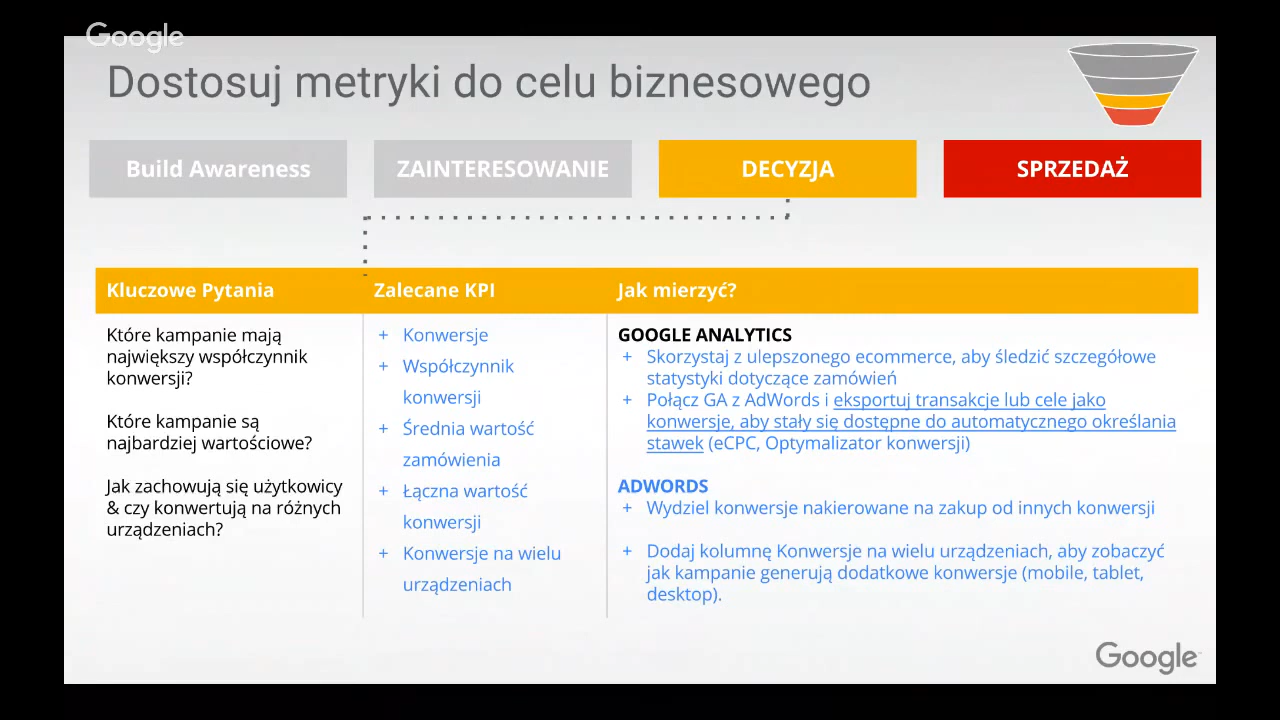 Google
Dostosuj metryki do celu biznesowego
Build Awareness
ZAINTERESOWANIE
DECYZJA
SPRZEDAŻ
Kluczowe Pytania
Które kampanie mają
największy współczynnik
konwersji?
Które kampanie są
najbardziej wartościowe?
Jak zachowują się użytkowicy
& czy konwertują na różnych
urządzeniach?
Zalecane KPI
+ Konwersje
+ Współczynnik
konwersji
+ Średnia wartość
zamówienia
+ Łączna wartość
konwersji
+ Konwersje na wielu
urządzeniach
Jak mierzyć?
GOOGLE ANALYTICS
+ Skorzystaj z ulepszonego ecommerce, aby śledzić szczegółowe
statystyki dotyczące zamówień
+ Połącz GA z AdWords i eksportuj transakcje lub cele jako
konwersje, aby stały się dostępne do automatycznego określania
stawek (eCPC, Optymalizator konwersji)
ADWORDS
+ Wydziel konwersje nakierowane na zakup od innych konwersji
+ Dodaj kolumnę Konwersje na wielu urządzeniach, aby zobaczyć
jak kampanie generują dodatkowe konwersje (mobile, tablet,
desktop).
Google